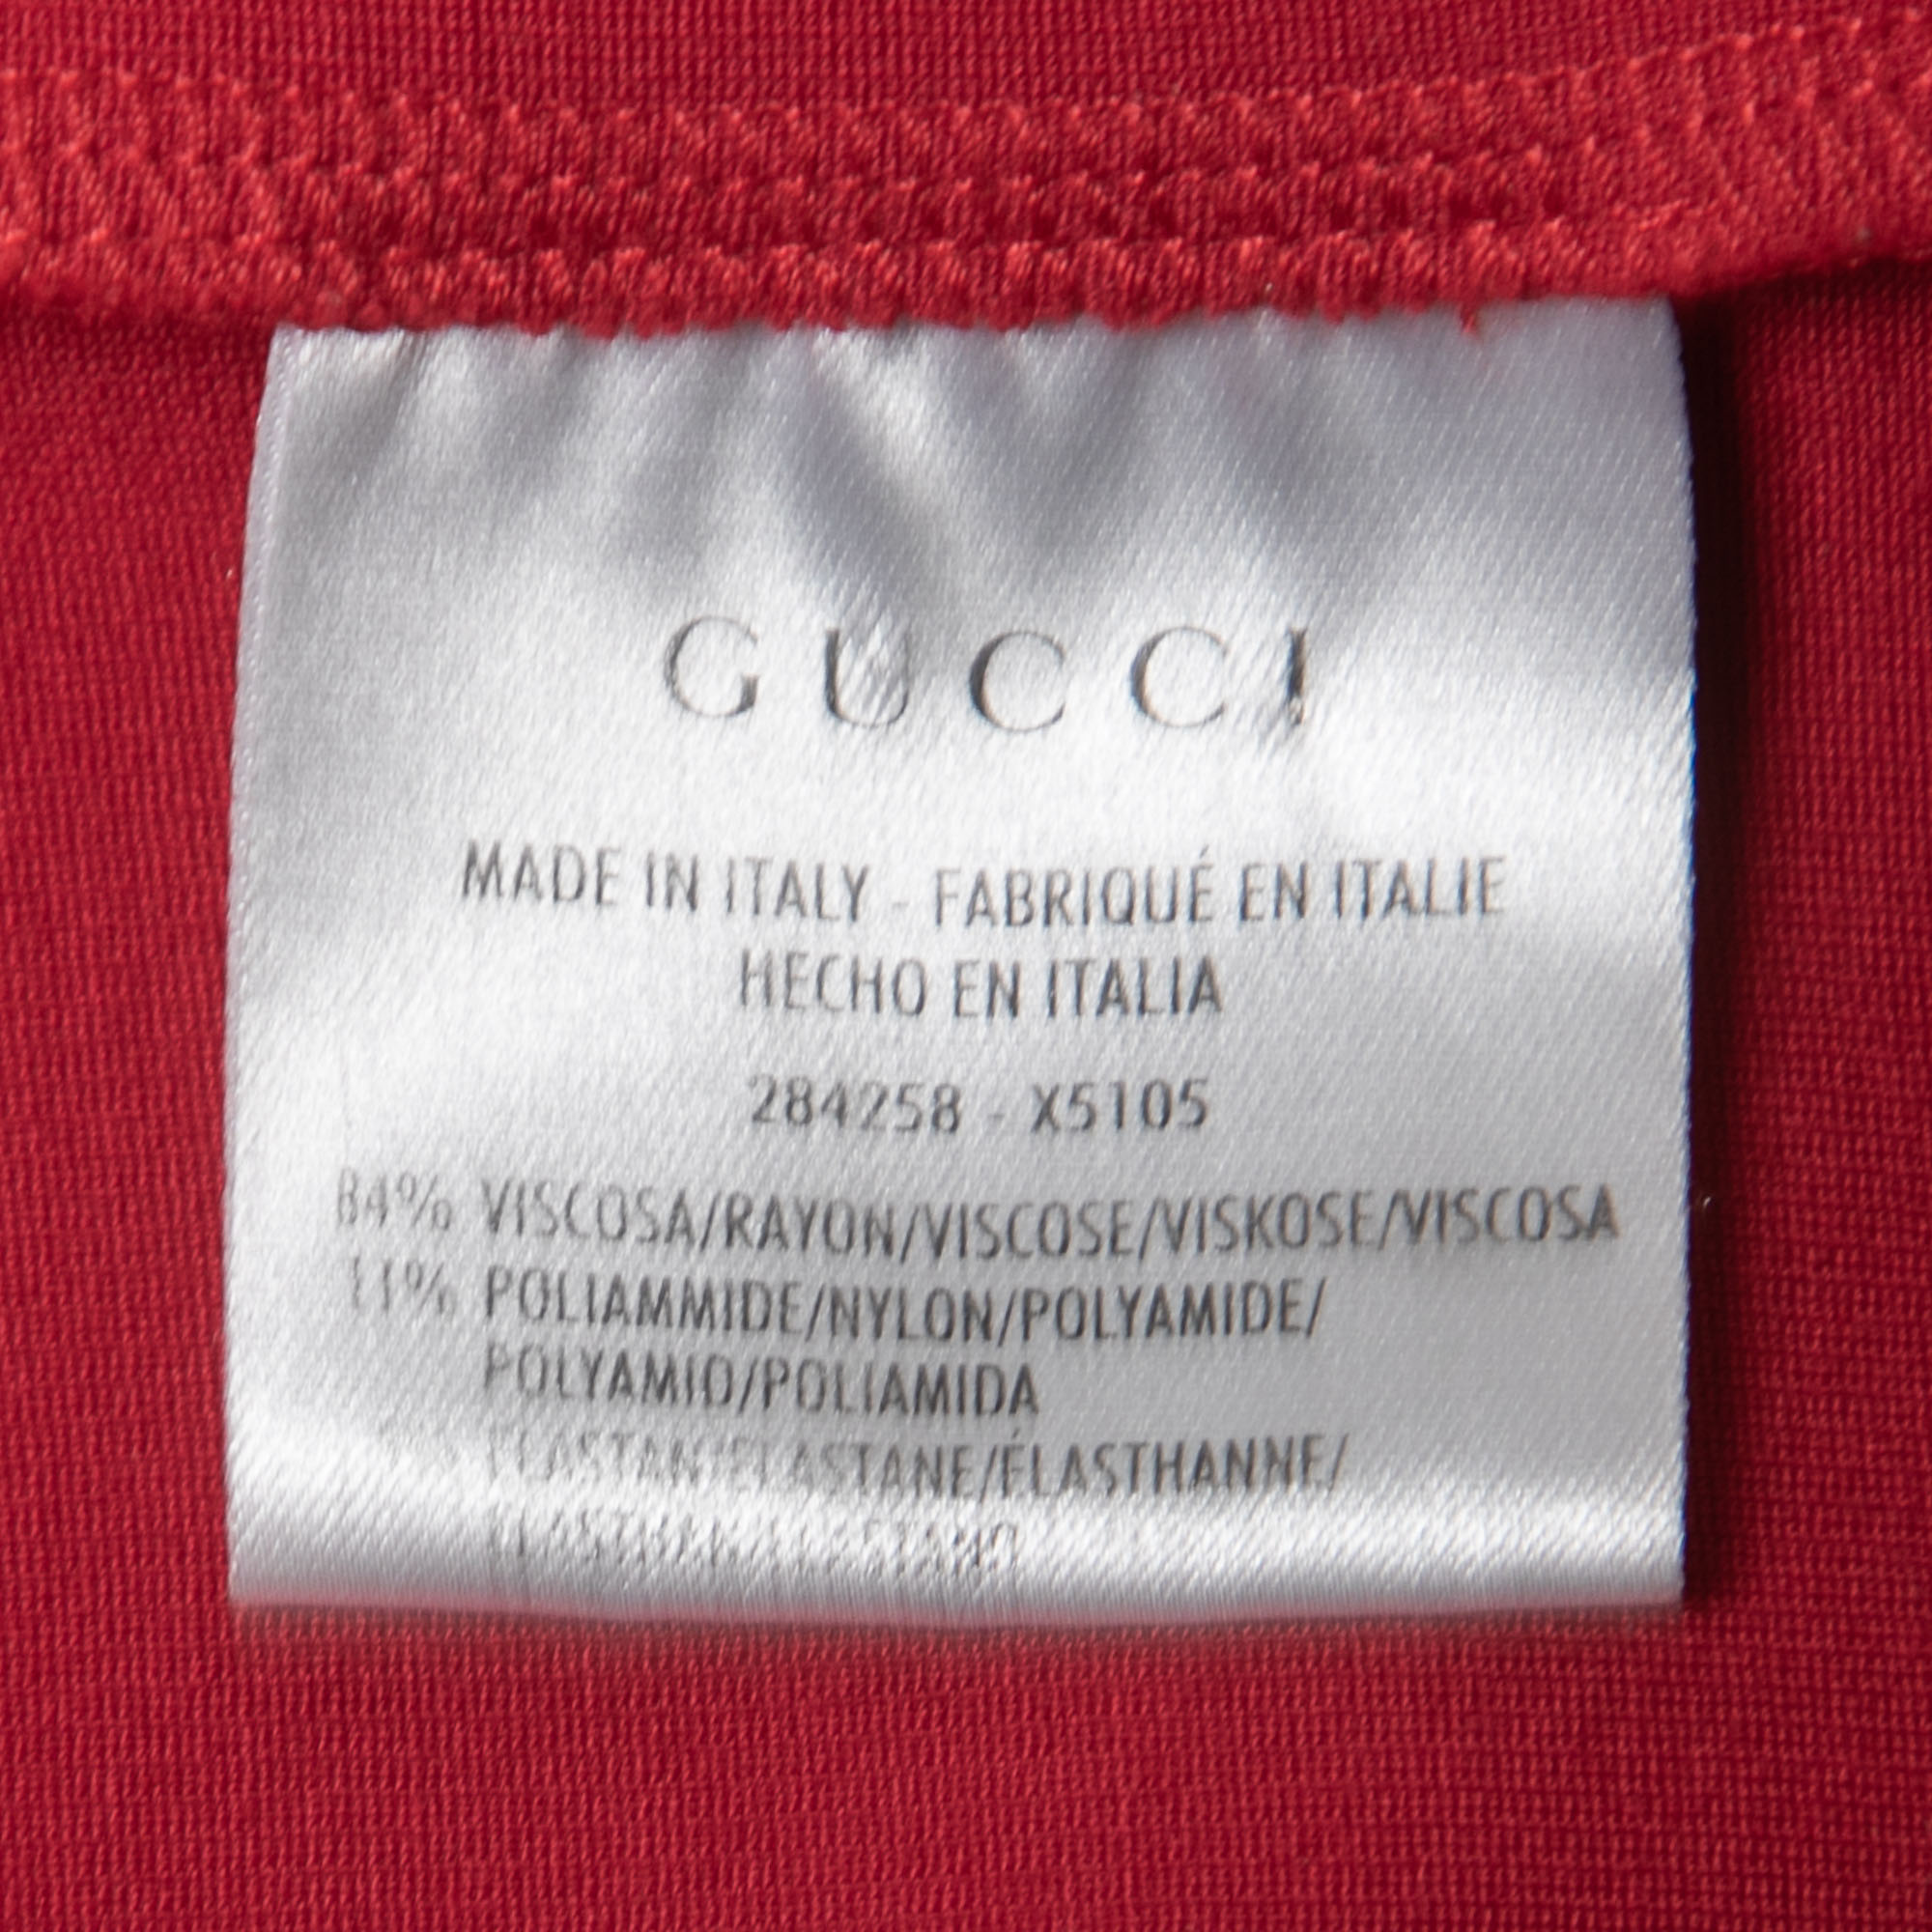 GUCCI
MADE IN ITALY - FABRIQUÉ EN ITALIE
HECHO EN ITALIA
284258 - X5105
84% VISCOSA/RAYON/VISCOSE/VISKOSE/VISCOSA
11% POLIAMMIDE/NYLON/POLYAMIDE/
POLYAMID/POLIAMIDA
ELASTAN/ELASTANE/ÉLASTHANNE/